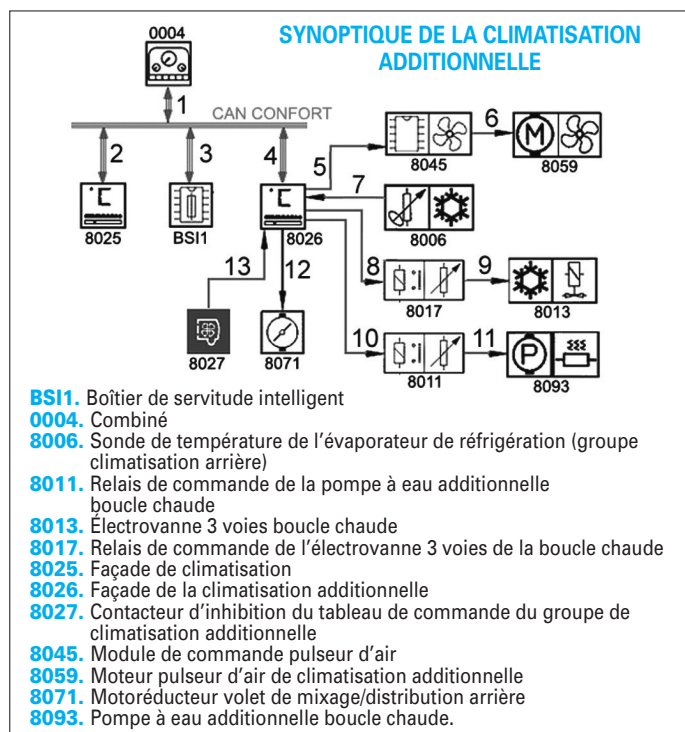 SYNOPTIQUE DE LA CLIMATISATION
ADDITIONNELLE
0004
1
CAN CONFORT
2
3
4
5
6
8045
M
8059
7
°C
8025
BSI1
°C
8026
8006
13
12
8
9
8017
8013
8027
8071
10
11
8011
P
8093
BSI1. Boîtier de servitude intelligent
0004. Combiné
8006. Sonde de température de l'évaporateur de réfrigération (groupe
climatisation arrière)
8011. Relais de commande de la pompe à eau additionnelle
boucle chaude
8013. Électrovanne 3 voies boucle chaude
8017. Relais de commande de l'électrovanne 3 voies de la boucle chaude
8025. Façade de climatisation
8026. Façade de la climatisation additionnelle
8027. Contacteur d'inhibition du tableau de commande du groupe de
climatisation additionnelle
8045. Module de commande pulseur d'air
8059. Moteur pulseur d'air de climatisation additionnelle
8071. Motoréducteur volet de mixage/distribution arrière
8093. Pompe à eau additionnelle boucle chaude.